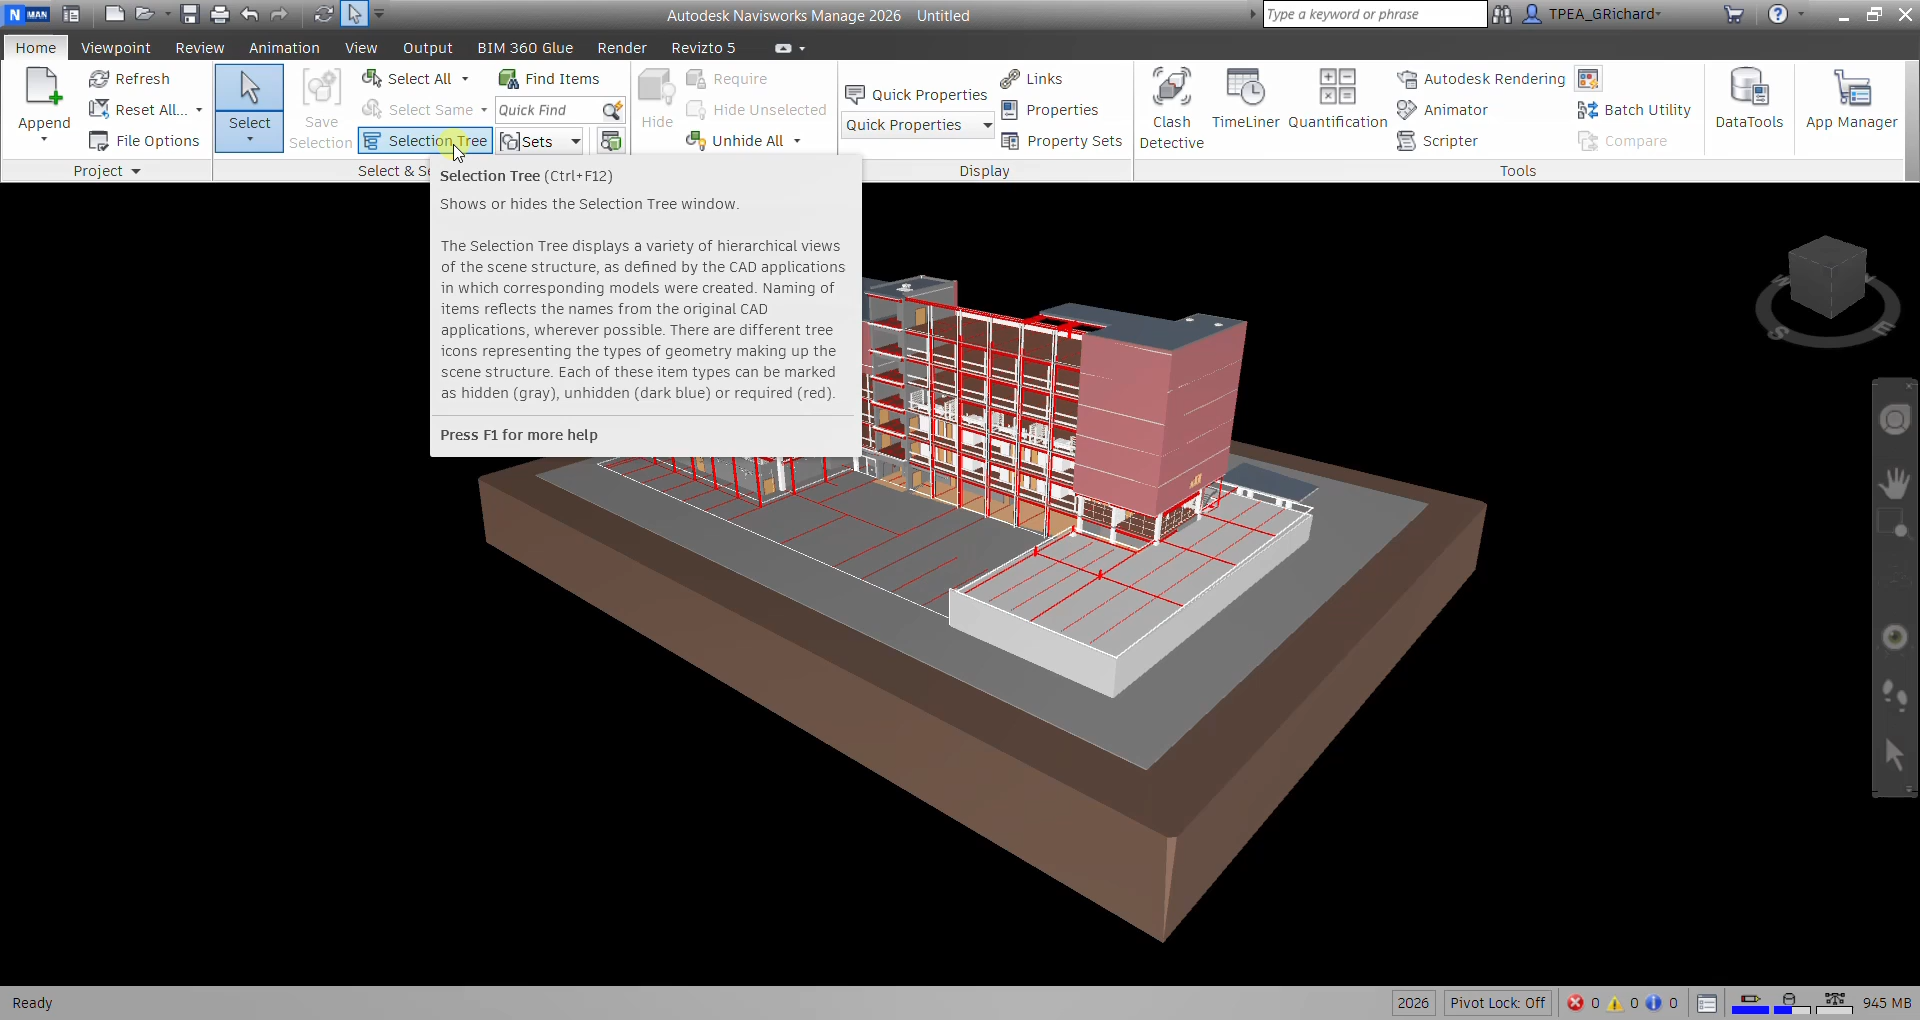 N MAN
Autodesk Navisworks Manage 2026 Untitled
Type a keyword or phrase
TPEA_GRichard
Home Viewpoint Review Animation View Output BIM 360 Glue Render Revizto 5
Append
Refresh
Reset All...
File Options
Project
Select
Save
Selection
Select All
Select Same
Selection Tree
Find Items
Quick Find
Sets
Select & Se
Hide
Require
Hide Unselected
Unhide All
Quick Properties
Quick Properties
Links
Properties
Property Sets
Display
Clash
Detective
TimeLiner
Quantification
Autodesk Rendering
Animator
Scripter
Batch Utility
Compare
DataTools
App Manager
Tools
Selection Tree (Ctrl+F12)
Shows or hides the Selection Tree window.
The Selection Tree displays a variety of hierarchical views
of the scene structure, as defined by the CAD applications
in which corresponding models were created. Naming of
items reflects the names from the original CAD
applications, wherever possible. There are different tree
icons representing the types of geometry making up the
scene structure. Each of these item types can be marked
as hidden (gray), unhidden (dark blue) or required (red).
Press F1 for more help
S E
Ready
2026
Pivot Lock: Off
0 0 0
945 MB